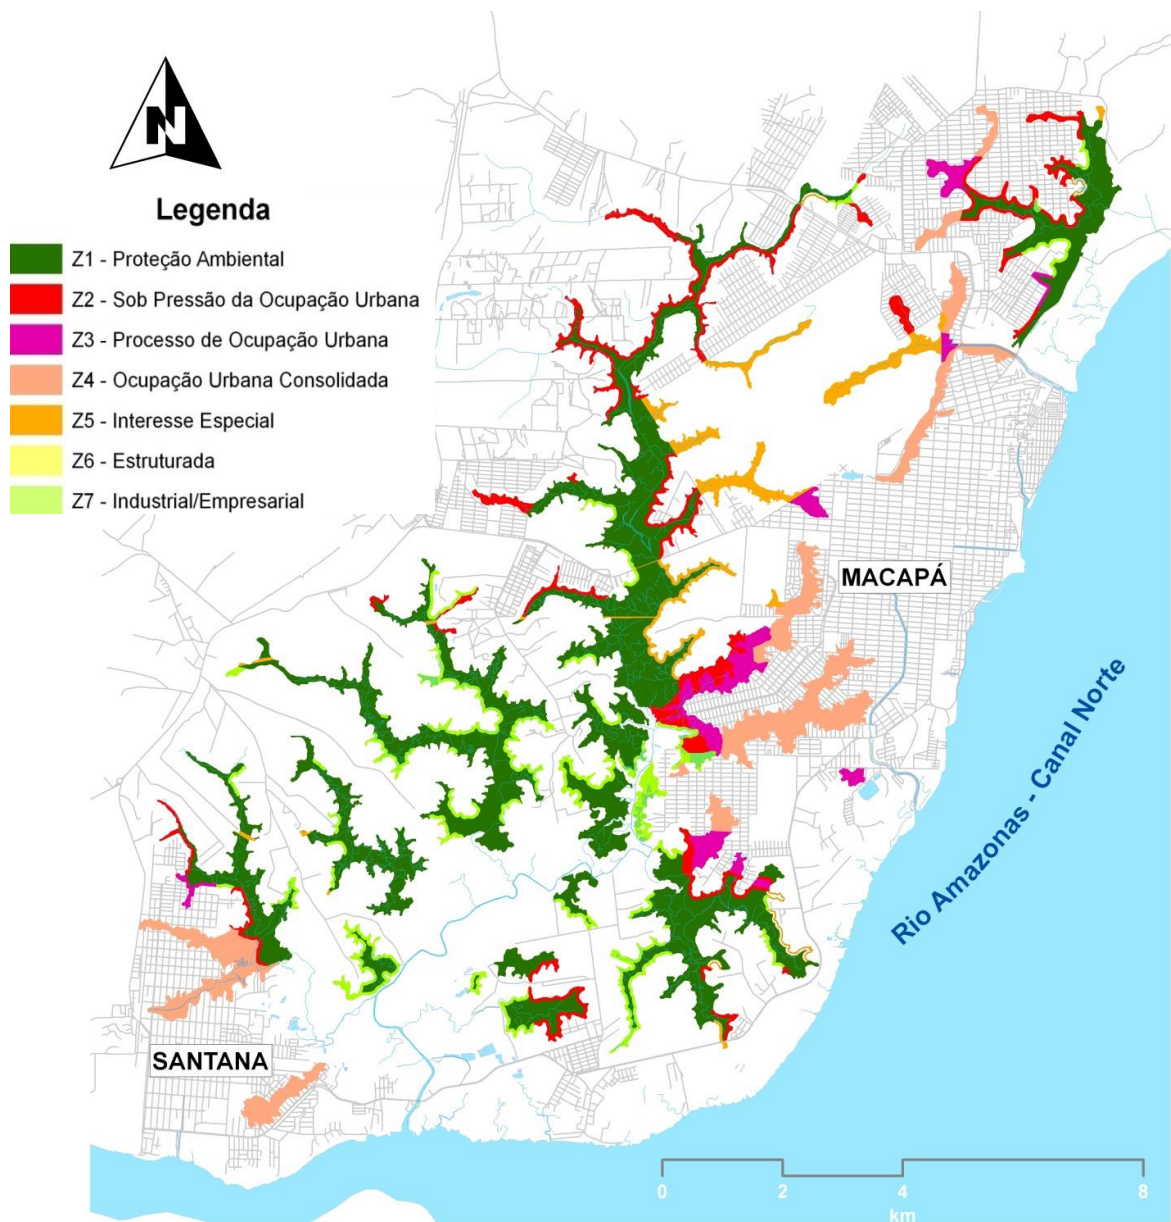 N
Legenda
Z1 - Proteção Ambiental
Z2 - Sob Pressão da Ocupação Urbana
Z3 - Processo de Ocupação Urbana
Z4 - Ocupação Urbana Consolidada
Z5 - Interesse Especial
Z6 - Estruturada
Z7 - Industrial/Empresarial
MACAPÁ
Rio Amazonas - Canal Norte
SANTANA
0 2 4 8
km